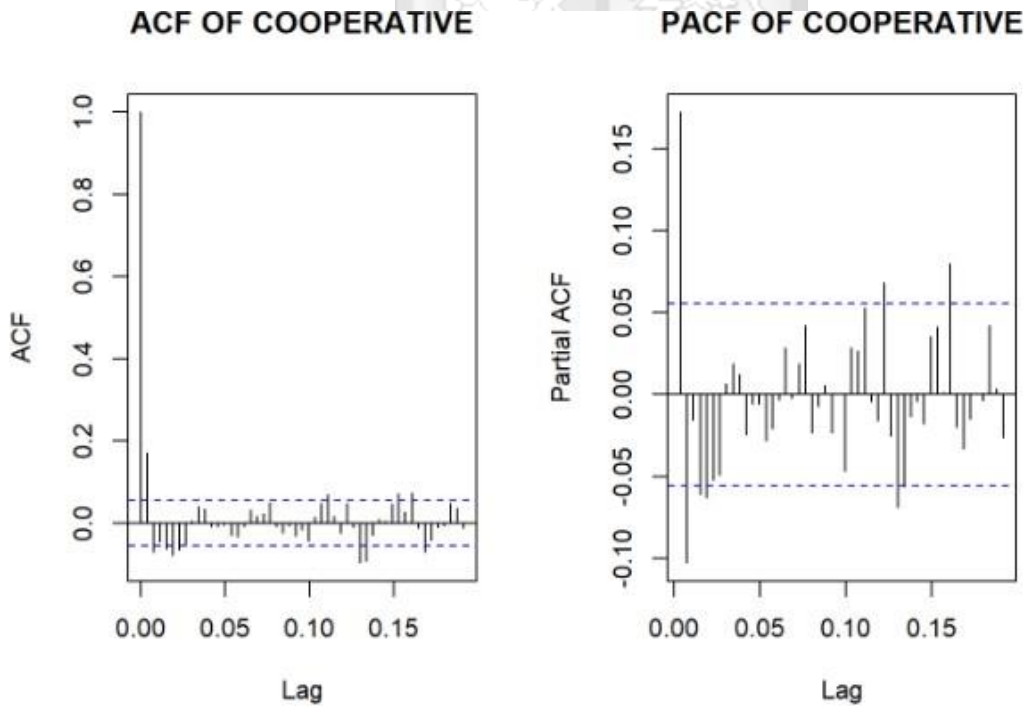 ACF OF COOPERATIVE
ACF
1.0
0.8
0.6
0.4
0.2
0.0
0.00 0.05 0.10 0.15
Lag
PACF OF COOPERATIVE
Partial ACF
0.15
0.10
0.05
0.00
-0.05
-0.10
0.00 0.05 0.10 0.15
Lag